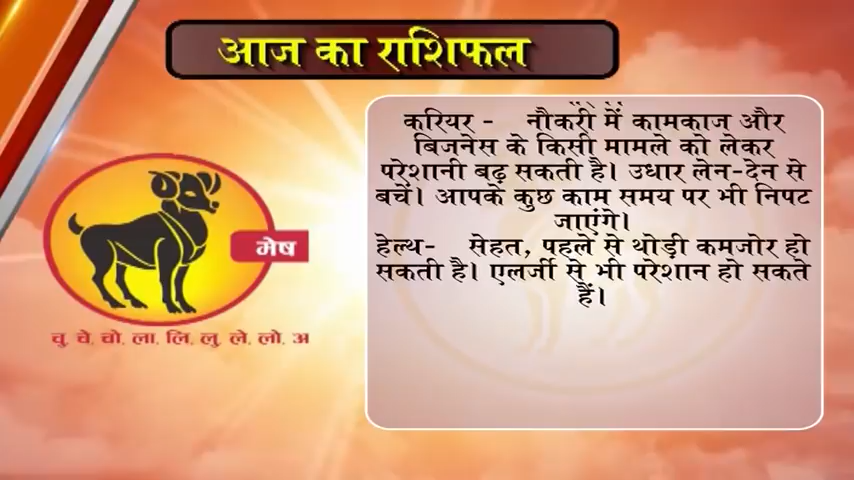 आज का राशिफल
करियर - नौकरी में कामकाज और
बिजनेस के किसी मामले को लेकर
परेशानी बढ़ सकती है। उधार लेन-देन से
बचें। आपके कुछ काम समय पर भी निपट
जाएंगे।
हेल्थ- सेहत, पहले से थोड़ी कमजोर हो
सकती है। एलर्जी से भी परेशान हो सकते
हैं।
मेष
चु, चे, चो, ला, लि, लु, ले, लो, अ